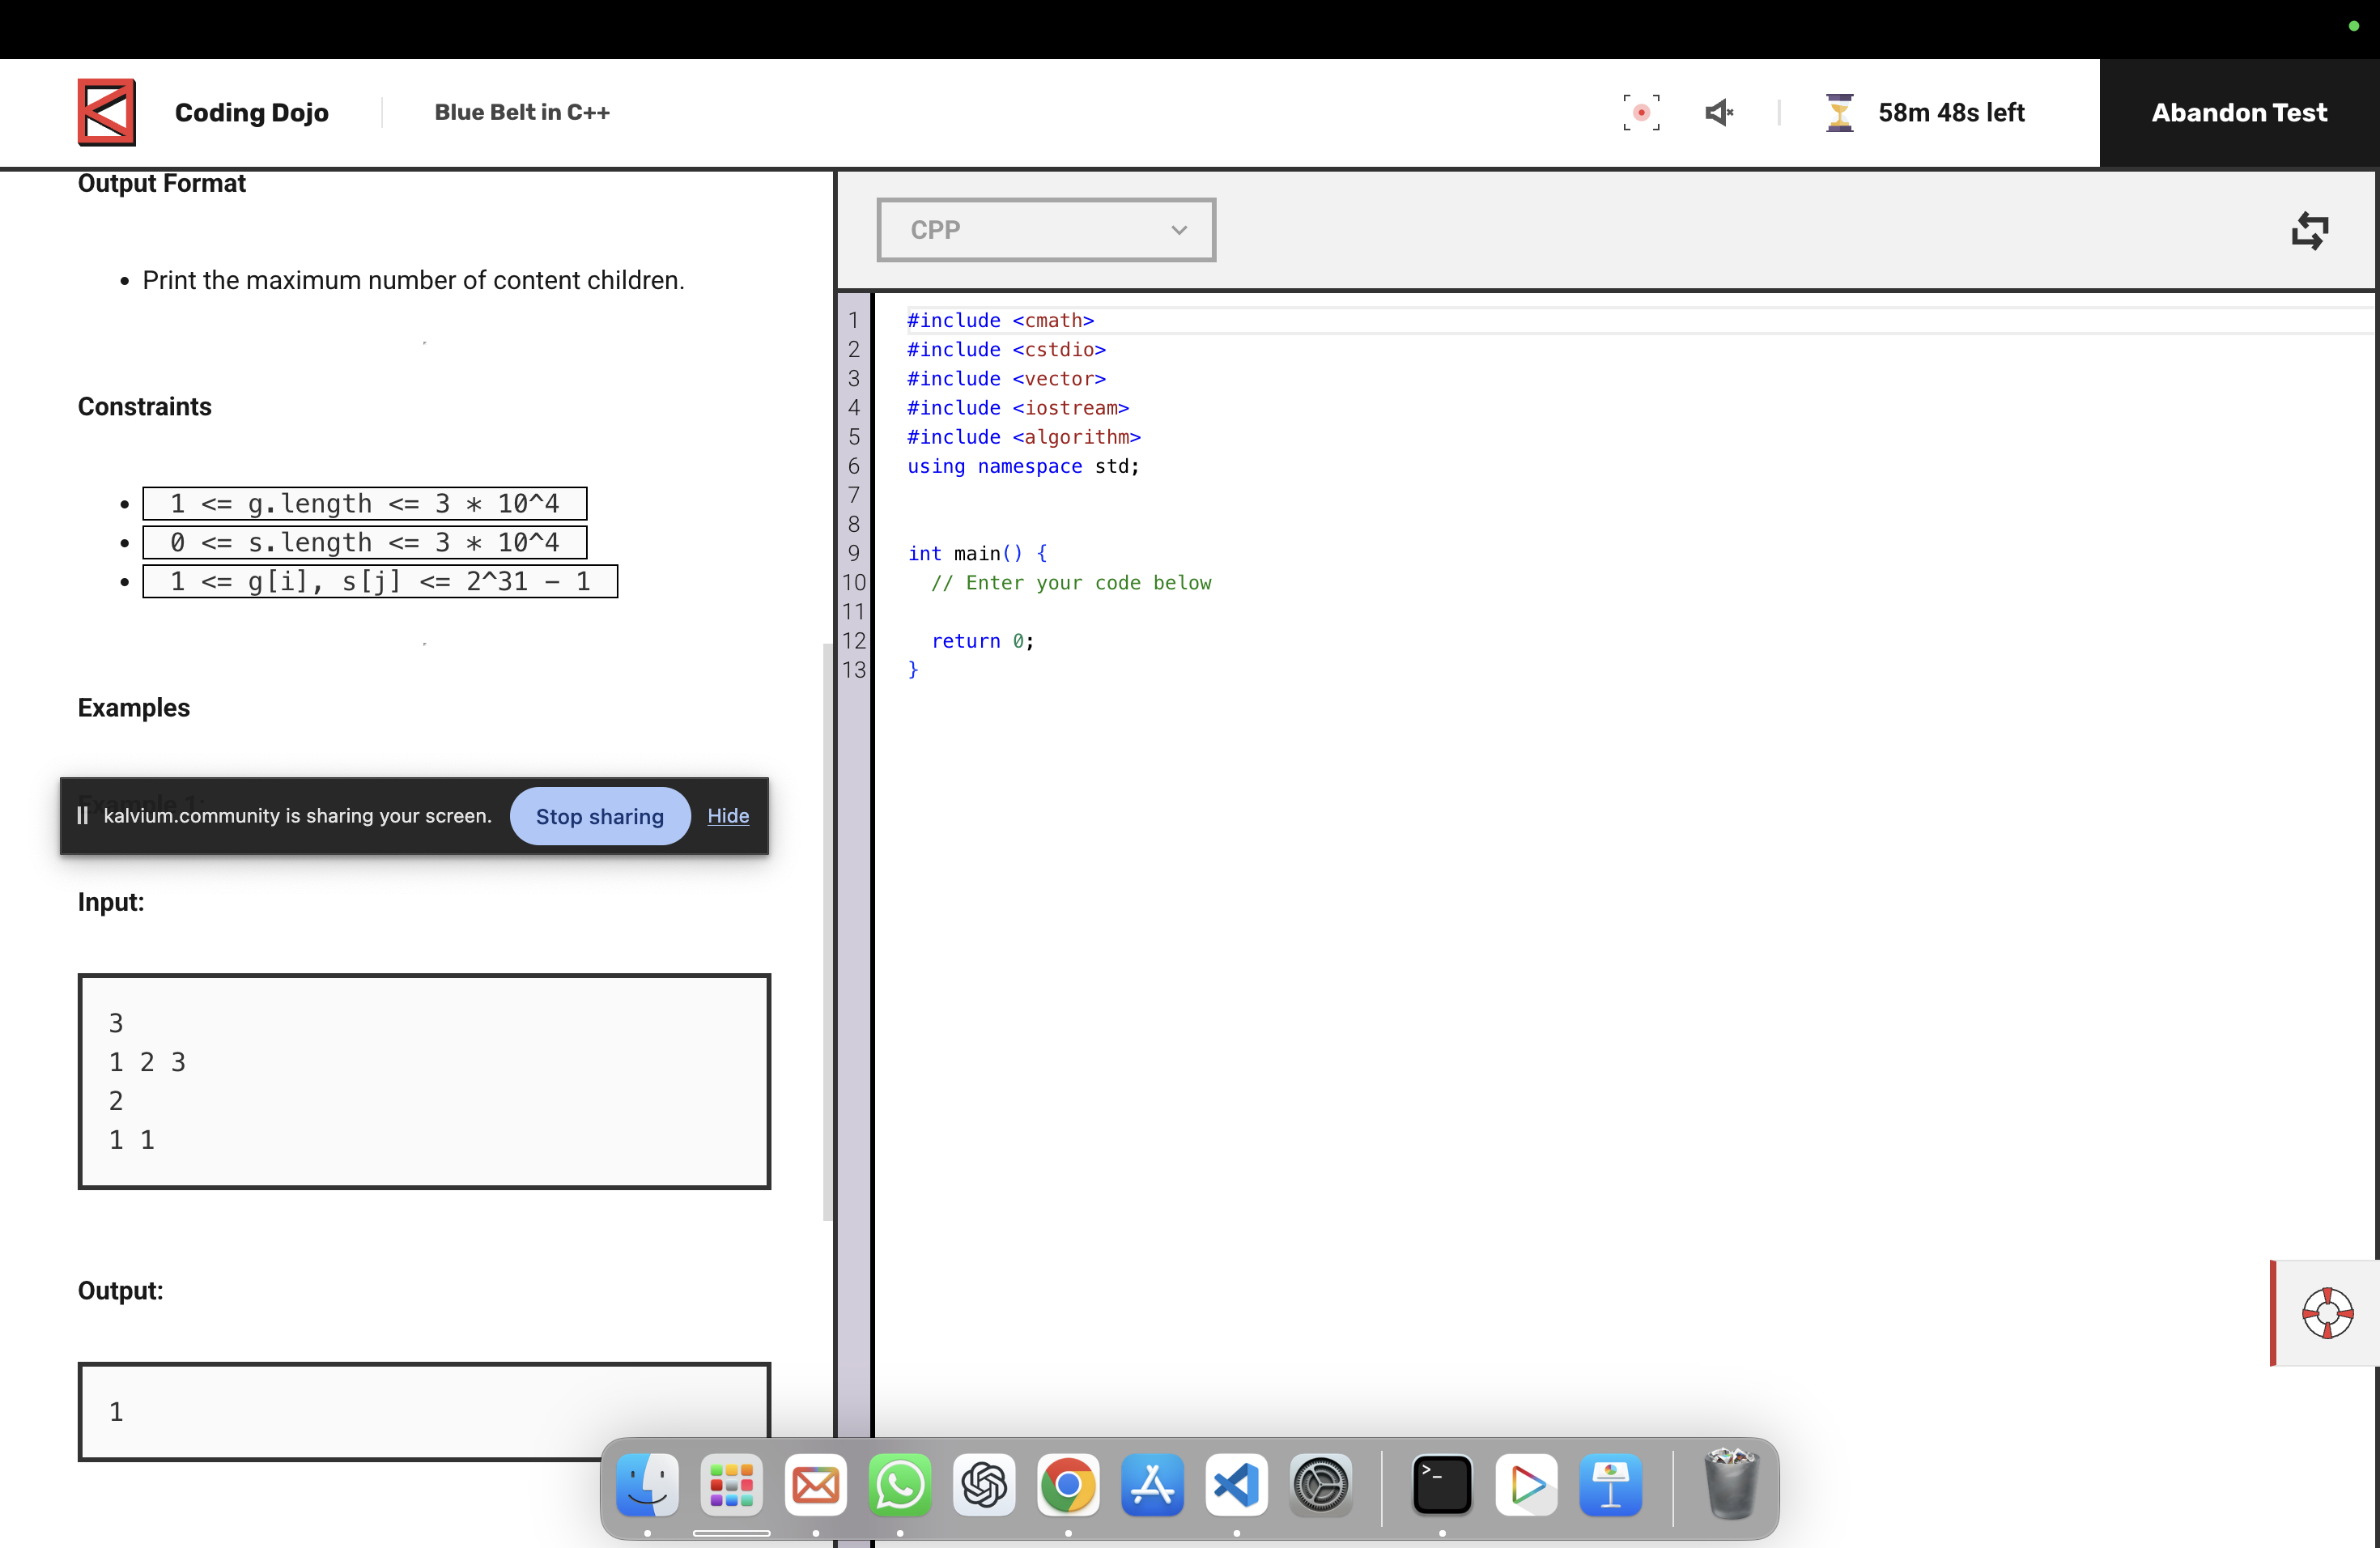 Coding Dojo
Blue Belt in C++
58m 48s left
Abandon Test
Output Format
Print the maximum number of content children.
Constraints
1 <= g.length <= 3 * 10^4
0 <= s.length <= 3 * 10^4
1 <= g[i], s[j] <= 2^31 - 1
Examples
Example 1:
kalvium.community is sharing your screen.
Stop sharing
Hide
Input:
3
1 2 3
2
1 1
Output:
1
CPP
1 #include <cmath>
2 #include <cstdio>
3 #include <vector>
4 #include <iostream>
5 #include <algorithm>
6 using namespace std;
7
8
9 int main() {
10 // Enter your code below
11
12 return 0;
13 }